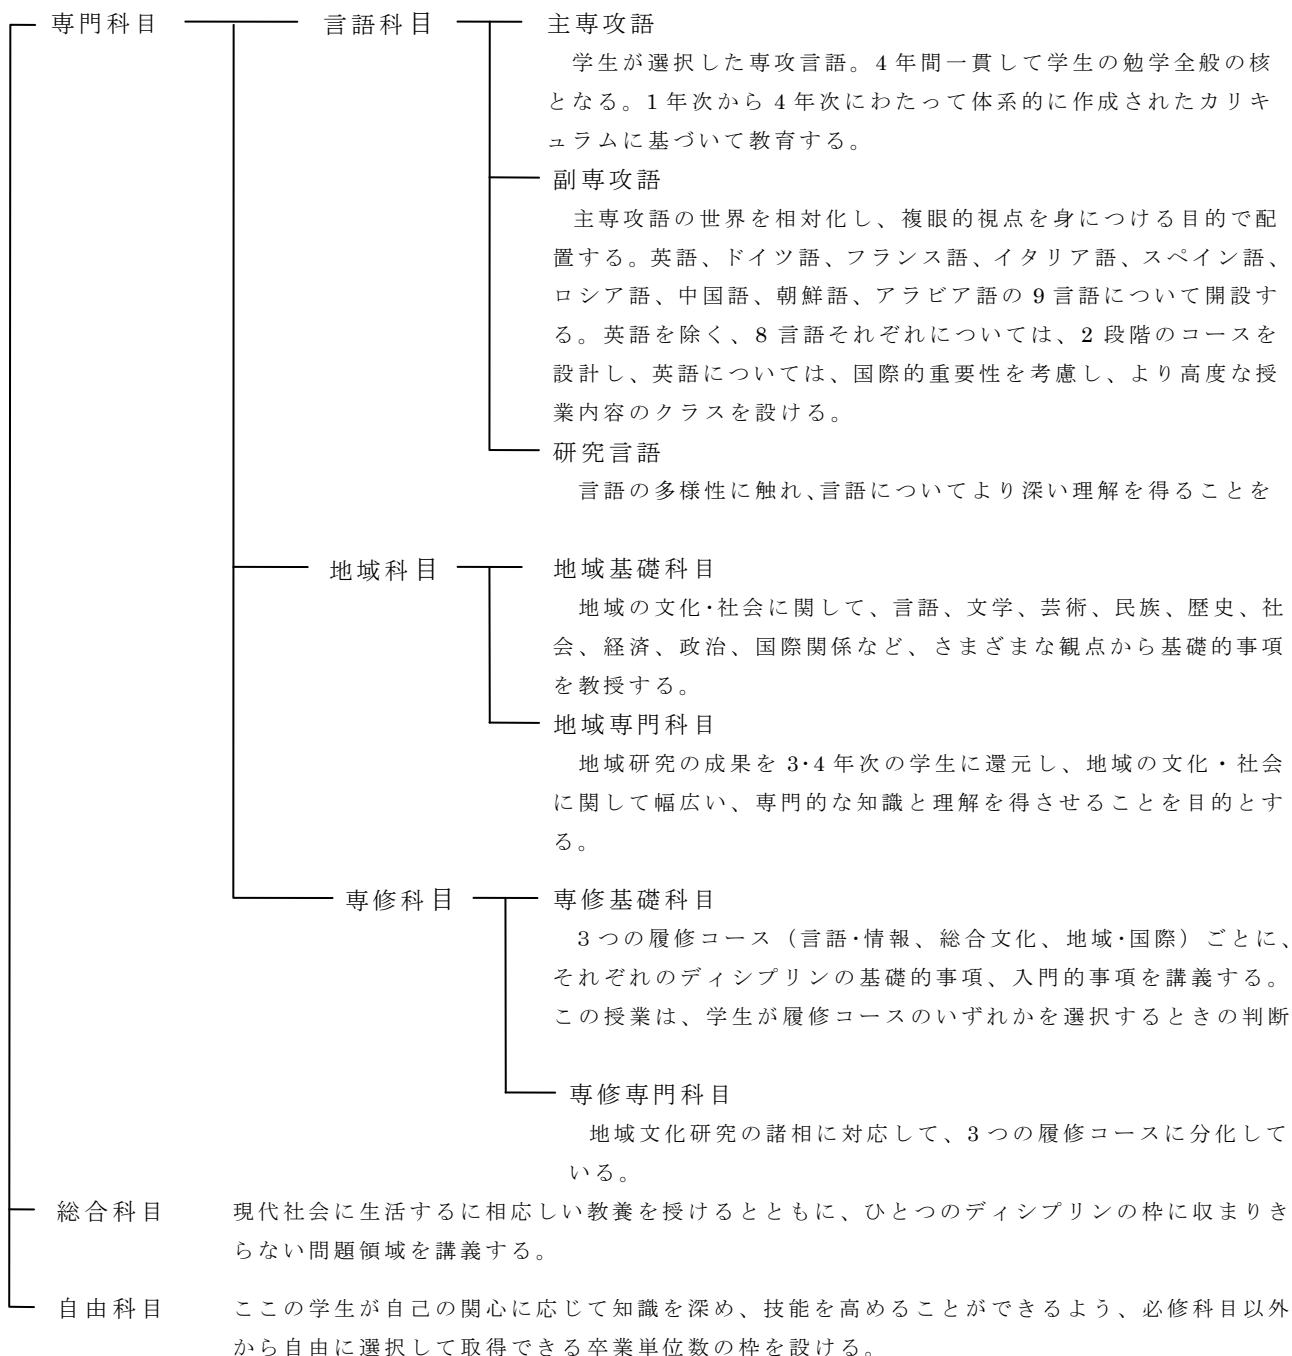 専門科目
言語科目
主専攻語
学生が選択した専攻言語。4年間一貫して学生の勉学全般の核
となる。1年次から4年次にわたって体系的に作成されたカリキ
ュラムに基づいて教育する。
副専攻語
主専攻語の世界を相対化し、複眼的視点を身につける目的で配
置する。英語、ドイツ語、フランス語、イタリア語、スペイン語、
ロシア語、中国語、朝鮮語、アラビア語の9言語について開設す
る。英語を除く、8言語それぞれについては、2段階のコースを
設計し、英語については、国際的重要性を考慮し、より高度な授
業内容のクラスを設ける。
研究言語
言語の多様性に触れ、言語についてより深い理解を得ることを
地域科目
地域基礎科目
地域の文化・社会に関して、言語、文学、芸術、民族、歴史、社
会、経済、政治、国際関係など、さまざまな観点から基礎的事項
を教授する。
地域専門科目
地域研究の成果を3・4年次の学生に還元し、地域の文化・社会
に関して幅広い、専門的な知識と理解を得させることを目的とす
る。
専修科目
専修基礎科目
3つの履修コース（言語・情報、総合文化、地域・国際）ごとに、
それぞれのディシプリンの基礎的事項、入門的事項を講義する。
この授業は、学生が履修コースのいずれかを選択するときの判断
専修専門科目
地域文化研究の諸相に対応して、3つの履修コースに分化して
いる。
総合科目
現代社会に生活するに相応しい教養を授けるとともに、ひとつのディシプリンの枠に収まりき
らない問題領域を講義する。
自由科目
ここの学生が自己の関心に応じて知識を深め、技能を高めることができるよう、必修科目以外
から自由に選択して取得できる卒業単位数の枠を設ける。